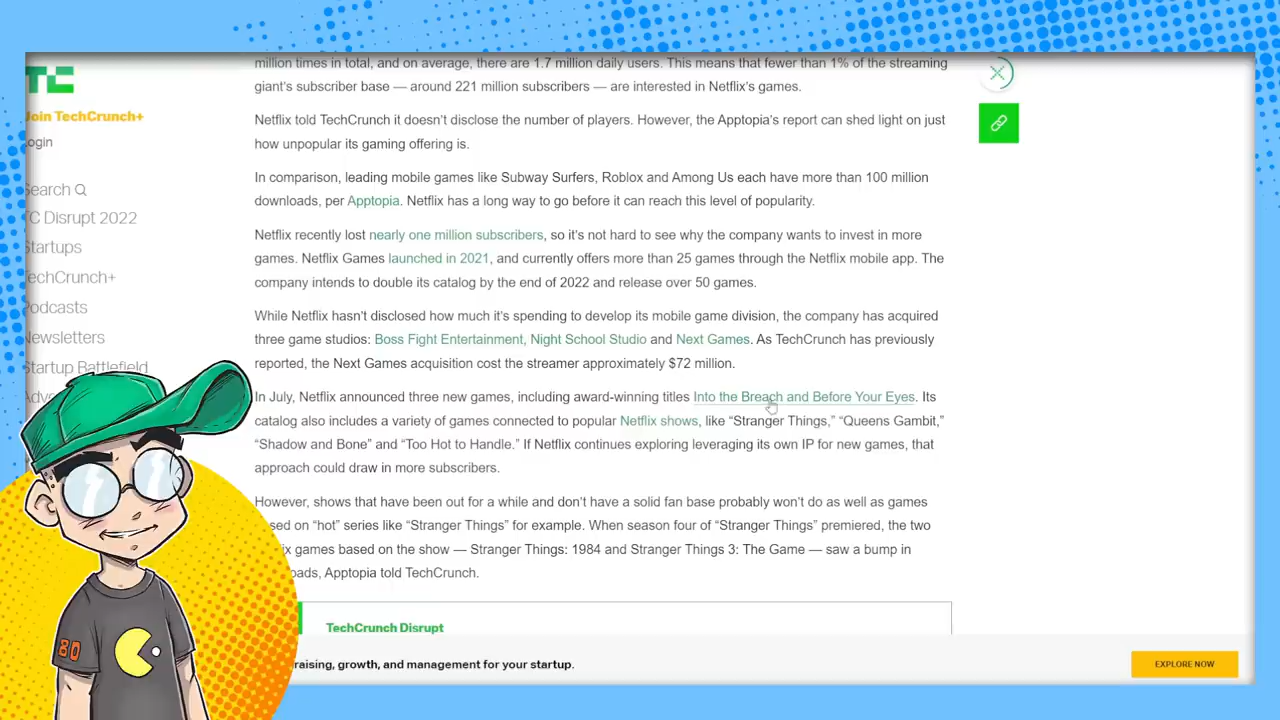 TC
Join TechCrunch+
ogin
Search
TC Disrupt 2022
Startups
TechCrunch+
Podcasts
Newsletters
Startup Battlefield
million times in total, and on average, there are 1.7 million daily users. This means that fewer than 1% of the streaming
giant's subscriber base — around 221 million subscribers — are interested in Netflix's games.
Netflix told TechCrunch it doesn't disclose the number of players. However, the Apptopia's report can shed light on just
how unpopular its gaming offering is.
In comparison, leading mobile games like Subway Surfers, Roblox and Among Us each have more than 100 million
downloads, per Apptopia. Netflix has a long way to go before it can reach this level of popularity.
Netflix recently lost nearly one million subscribers, so it's not hard to see why the company wants to invest in more
games. Netflix Games launched in 2021, and currently offers more than 25 games through the Netflix mobile app. The
company intends to double its catalog by the end of 2022 and release over 50 games.
While Netflix hasn't disclosed how much it's spending to develop its mobile game division, the company has acquired
three game studios: Boss Fight Entertainment, Night School Studio and Next Games. As TechCrunch has previously
reported, the Next Games acquisition cost the streamer approximately $72 million.
In July, Netflix announced three new games, including award-winning titles Into the Breach and Before Your Eyes. Its
catalog also includes a variety of games connected to popular Netflix shows, like “Stranger Things,” “Queens Gambit,”
“Shadow and Bone” and “Too Hot to Handle.” If Netflix continues exploring leveraging its own IP for new games, that
approach could draw in more subscribers.
However, shows that have been out for a while and don't have a solid fan base probably won't do as well as games
sed on “hot” series like “Stranger Things” for example. When season four of “Stranger Things” premiered, the two
ix games based on the show — Stranger Things: 1984 and Stranger Things 3: The Game — saw a bump in
oads, Apptopia told TechCrunch.
TechCrunch Disrupt
raising, growth, and management for your startup.
EXPLORE NOW
80